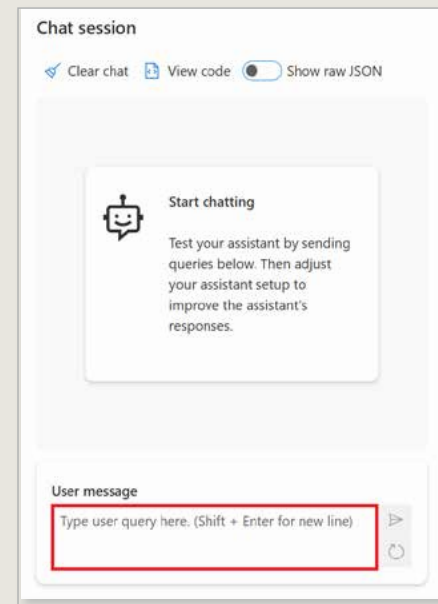 Chat session
Clear chat View code Show raw JSON
Start chatting
Test your assistant by sending
queries below. Then adjust
your assistant setup to
improve the assistant's
responses.
User message
Type user query here. (Shift + Enter for new line)